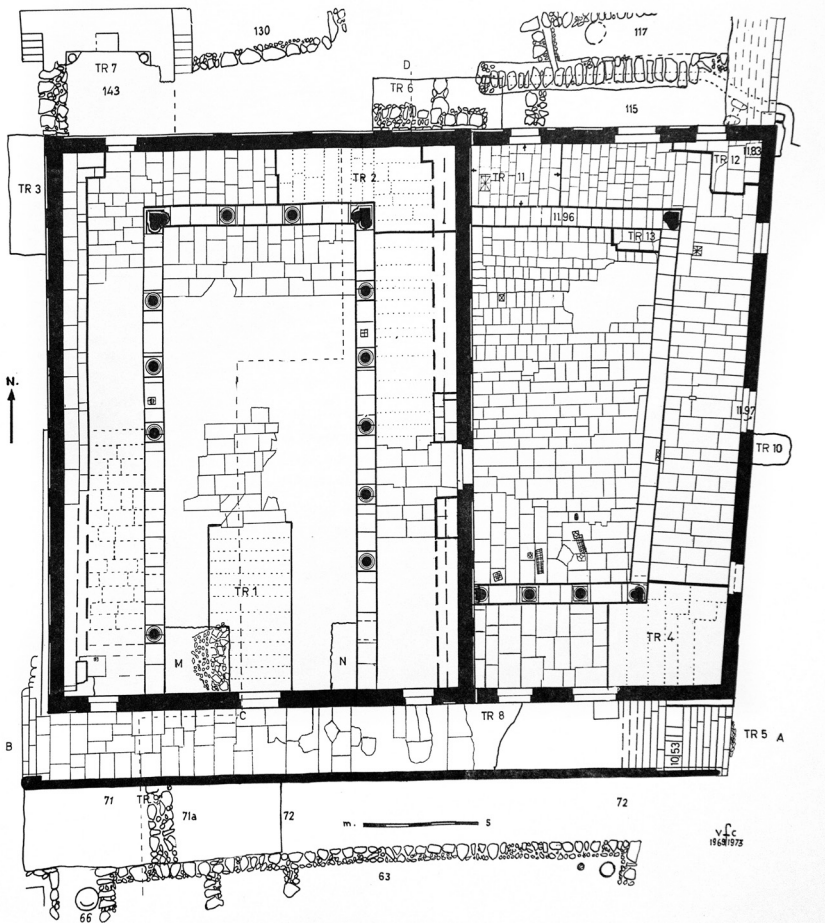 130
117
TR 7
143
D
TR 6
115
TR 3
TR 2
TR 11
11.83
TR 12
11.96
TR 13
N.
11.97
TR 10
TR 1
TR 4
M
N
C
TR 8
B
10.53
TR 5 A
71
TR 9
71a
72
72
m. 5
63
66
v f c
1969/1973